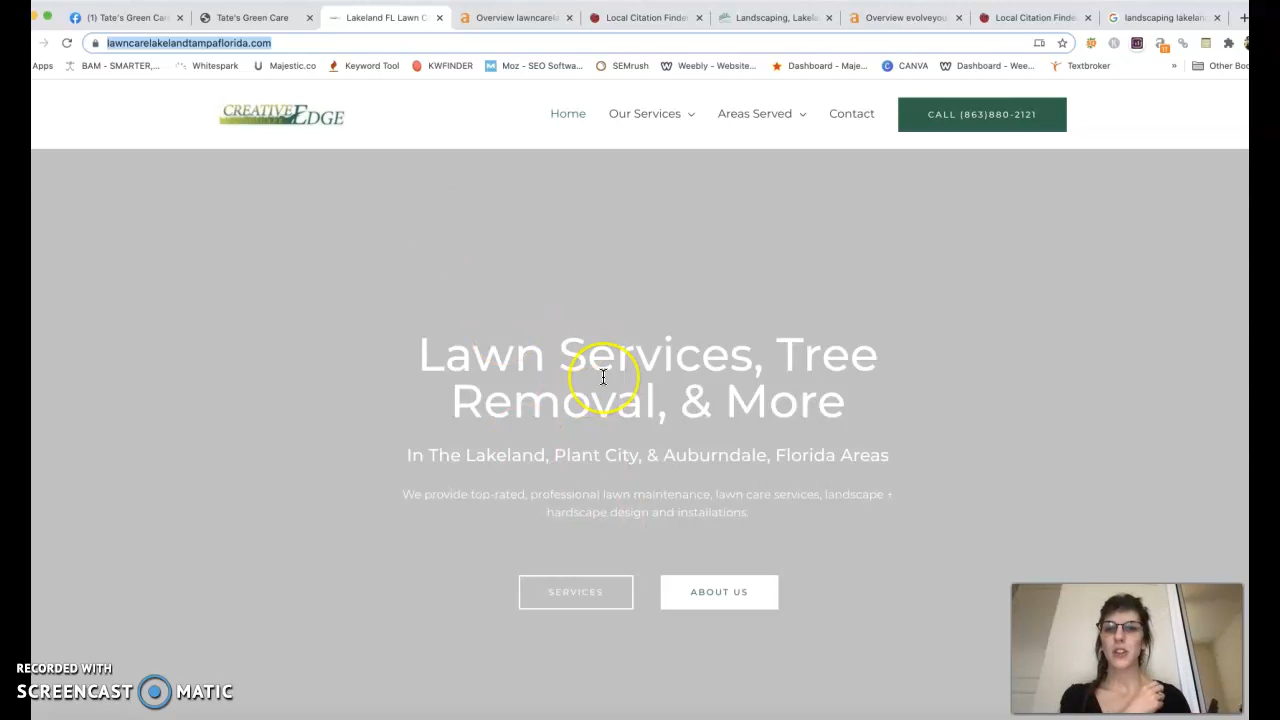 (1) Tate's Green Care
Tate's Green Care
Lakeland FL Lawn C
Overview lawncarela
Local Citation Finde
Landscaping, Lakela
Overview evolveyou
Local Citation Finde
landscaping lakelan
lawncarelakelandtampaflorida.com
Apps
BAM - SMARTER,...
Whitespark
Majestic.co
Keyword Tool
KWFINDER
Moz - SEO Softwa...
SEMrush
Weebly - Website...
Dashboard - Maje...
CANVA
Dashboard - Wee...
Textbroker
»
Other Bo
CREATIVE EDGE
Home
Our Services
Areas Served
Contact
CALL (863)880-2121
Lawn Services, Tree
Removal, & More
In The Lakeland, Plant City, & Auburndale, Florida Areas
We provide top-rated, professional lawn maintenance, lawn care services, landscape +
hardscape design and installations.
SERVICES
ABOUT US
RECORDED WITH
SCREENCAST MATIC